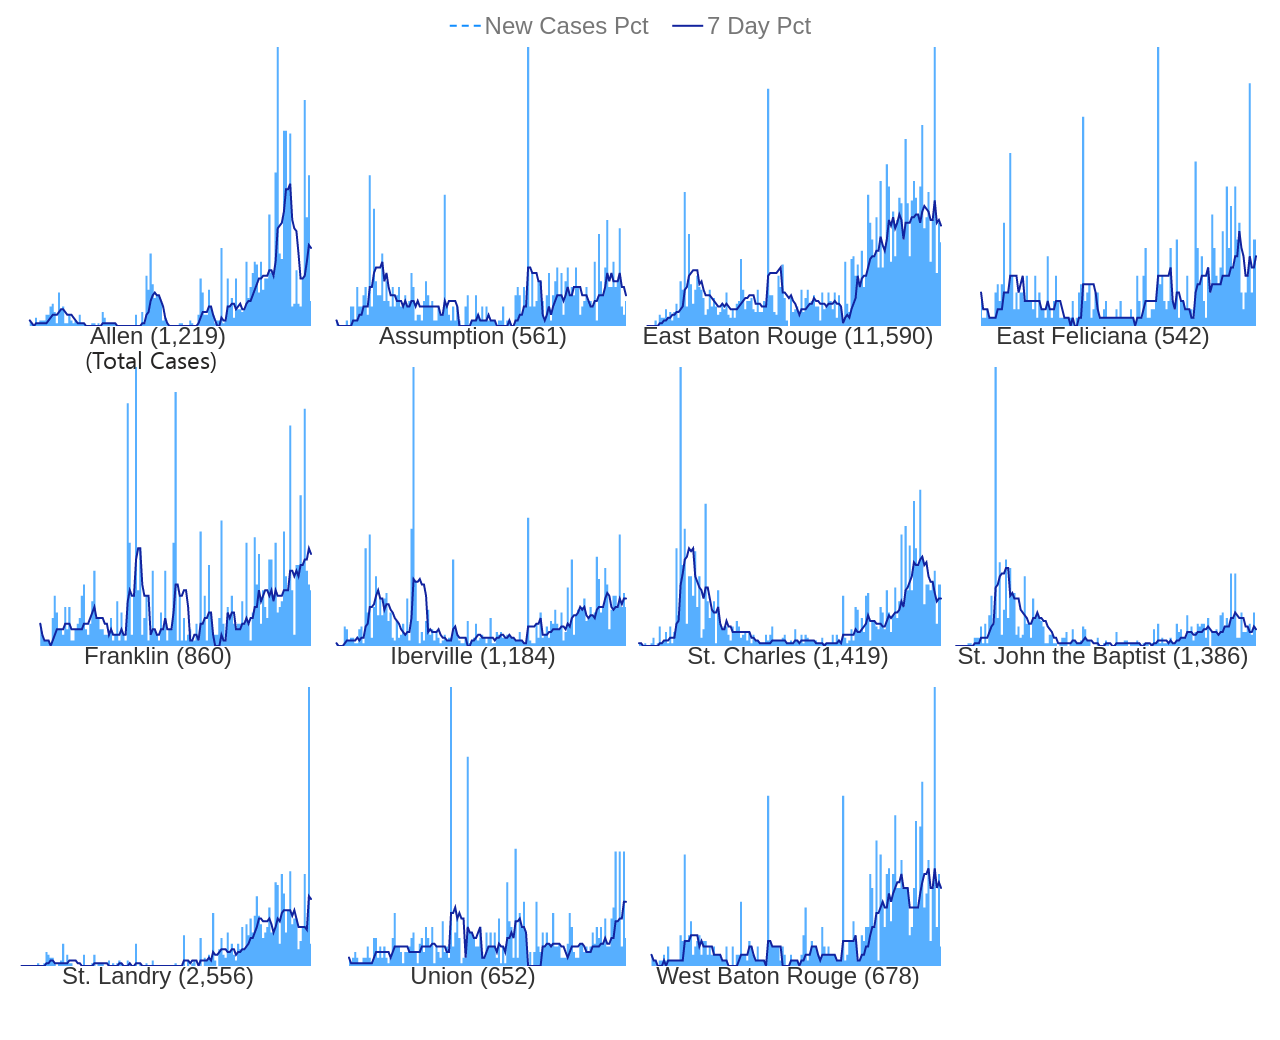 New Cases Pct 7 Day Pct
Allen (1,219) Assumption (561) East Baton Rouge (11,590) East Feliciana (542)
(Total Cases)
Franklin (860) Iberville (1,184) St. Charles (1,419) St. John the Baptist (1,386)
St. Landry (2,556) Union (652) West Baton Rouge (678)